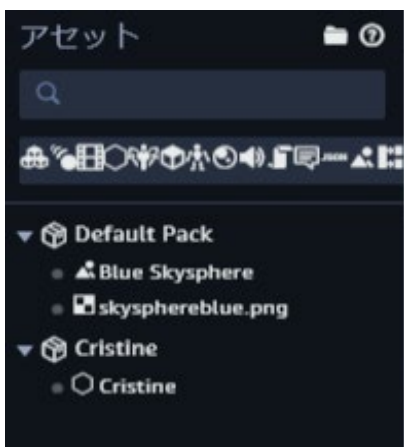 アセット
Default Pack
Blue Skysphere
skysphereblue.png
Cristine
Cristine